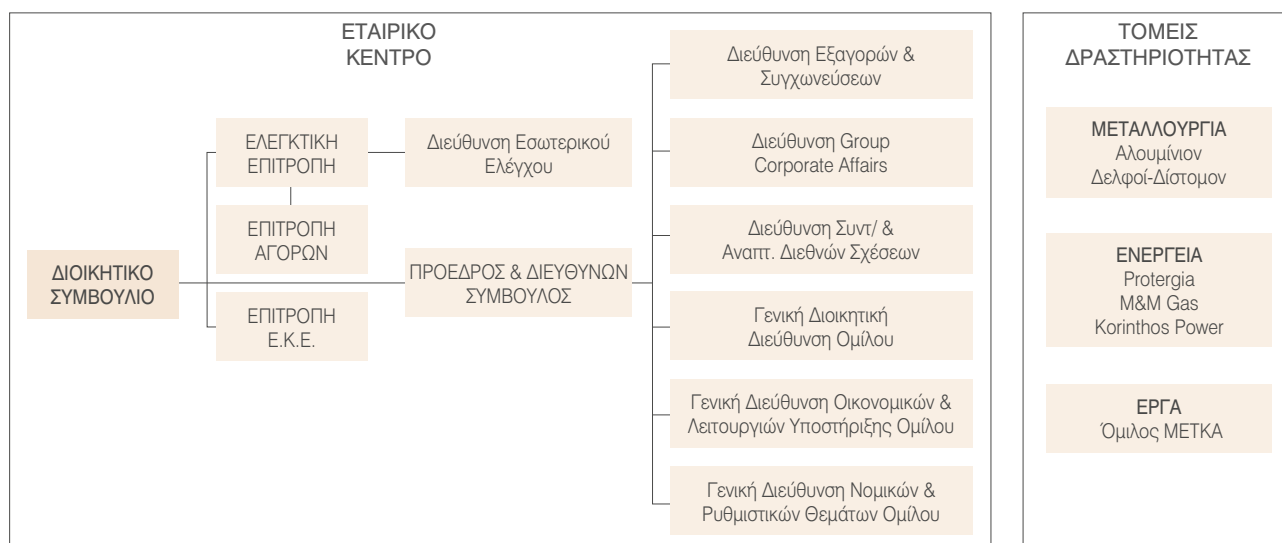 ΕΤΑΙΡΙΚΟ
ΚΕΝΤΡΟ
ΔΙΟΙΚΗΤΙΚΟ
ΣΥΜΒΟΥΛΙΟ
ΕΛΕΓΚΤΙΚΗ
ΕΠΙΤΡΟΠΗ
ΕΠΙΤΡΟΠΗ
ΑΓΟΡΩΝ
ΕΠΙΤΡΟΠΗ
Ε.Κ.Ε.
Διεύθυνση Εσωτερικού
Ελέγχου
ΠΡΟΕΔΡΟΣ & ΔΙΕΥΘΥΝΩΝ
ΣΥΜΒΟΥΛΟΣ
Διεύθυνση Εξαγορών &
Συγχωνεύσεων
Διεύθυνση Group
Corporate Affairs
Διεύθυνση Συντ/ &
Αναπτ. Διεθνών Σχέσεων
Γενική Διοικητική
Διεύθυνση Ομίλου
Γενική Διεύθυνση Οικονομικών &
Λειτουργιών Υποστήριξης Ομίλου
Γενική Διεύθυνση Νομικών &
Ρυθμιστικών Θεμάτων Ομίλου
ΤΟΜΕΙΣ
ΔΡΑΣΤΗΡΙΟΤΗΤΑΣ
ΜΕΤΑΛΛΟΥΡΓΙΑ
Αλουμίνιον
Δελφοί-Δίστομον
ΕΝΕΡΓΕΙΑ
Protergia
M&M Gas
Korinthos Power
ΕΡΓΑ
Όμιλος ΜΕΤΚΑ